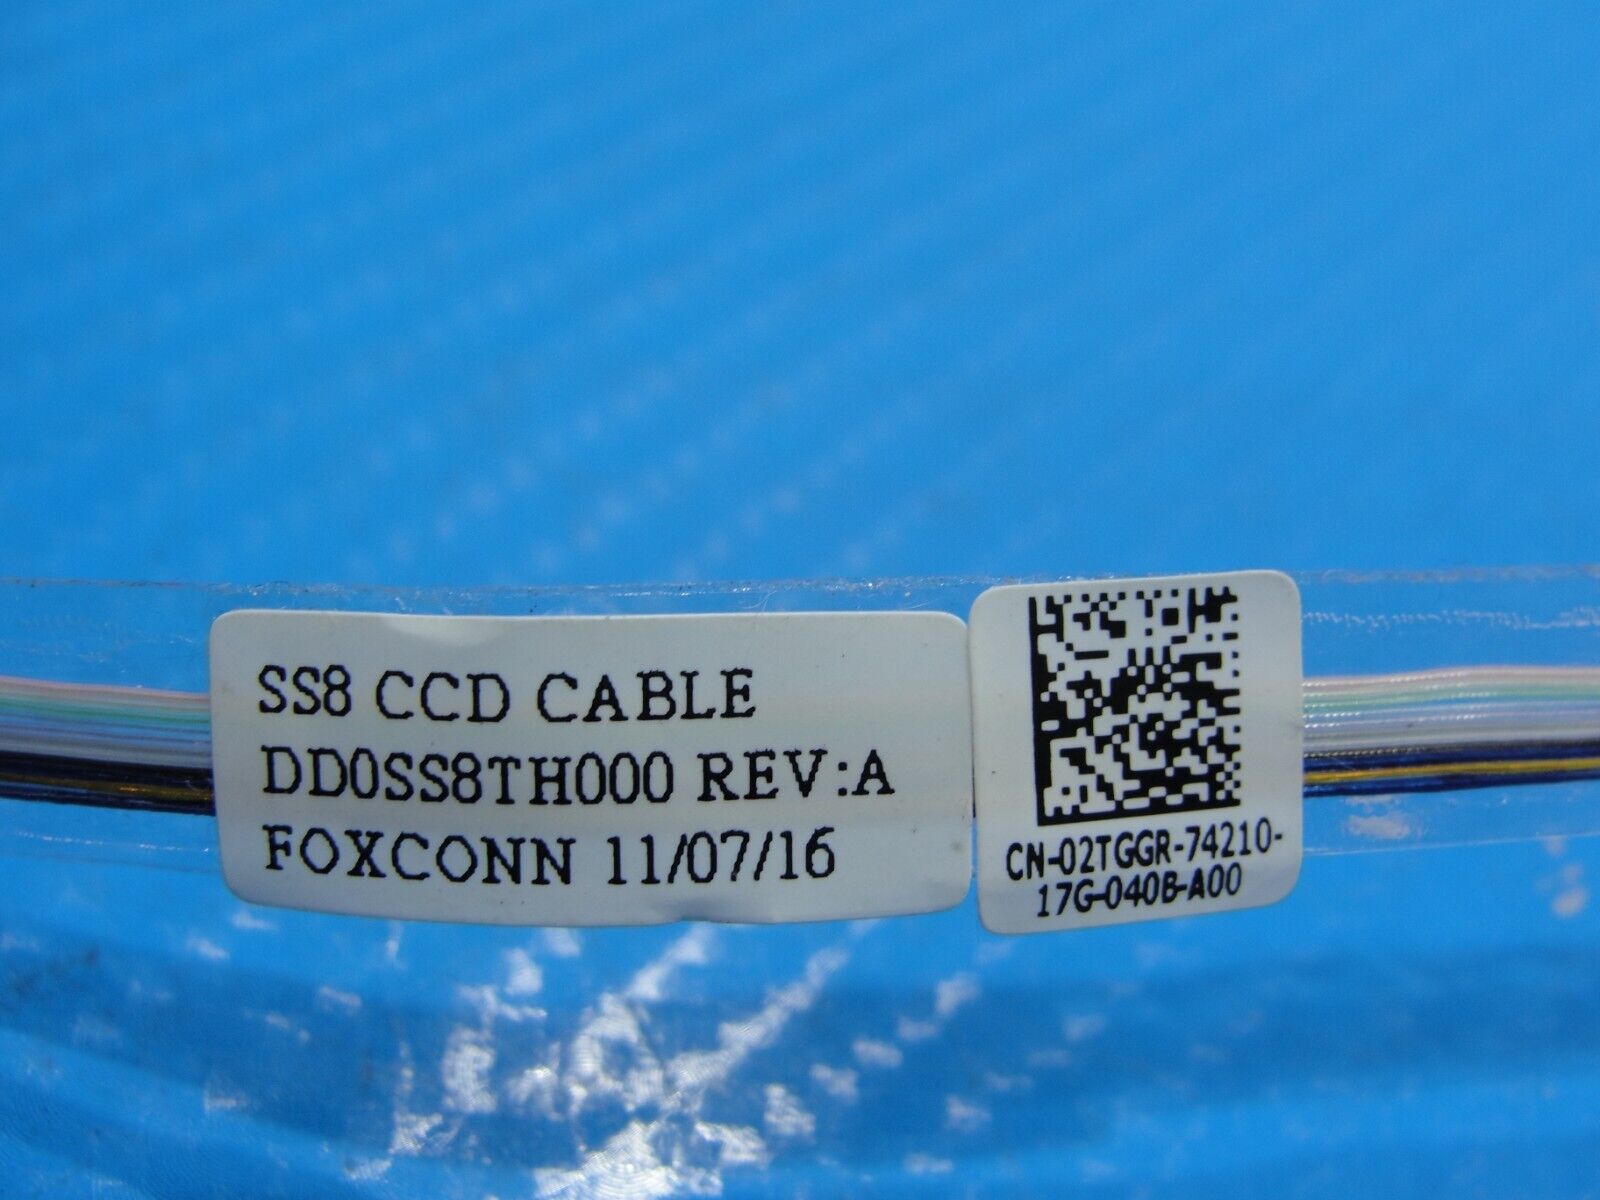 SS8 CCD CABLE
DD0SS8TH000 REV:A
FOXCONN 11/07/16
CN-02TGGR-74210-
17G-040B-A00